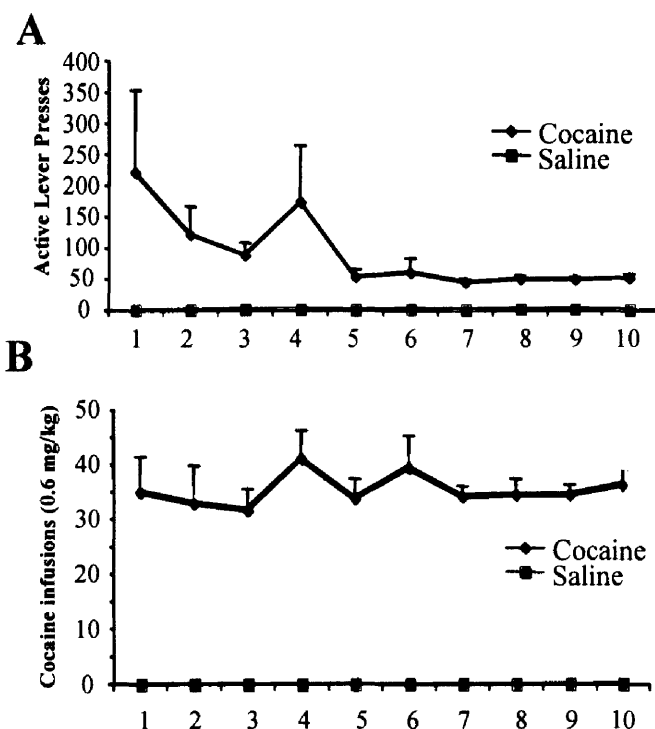 A
Active Lever Presses
400
350
300
250
200
150
100
50
0
Cocaine
Saline
1 2 3 4 5 6 7 8 9 10
B
Cocaine infusions (0.6 mg/kg)
50
40
30
20
10
0
Cocaine
Saline
1 2 3 4 5 6 7 8 9 10